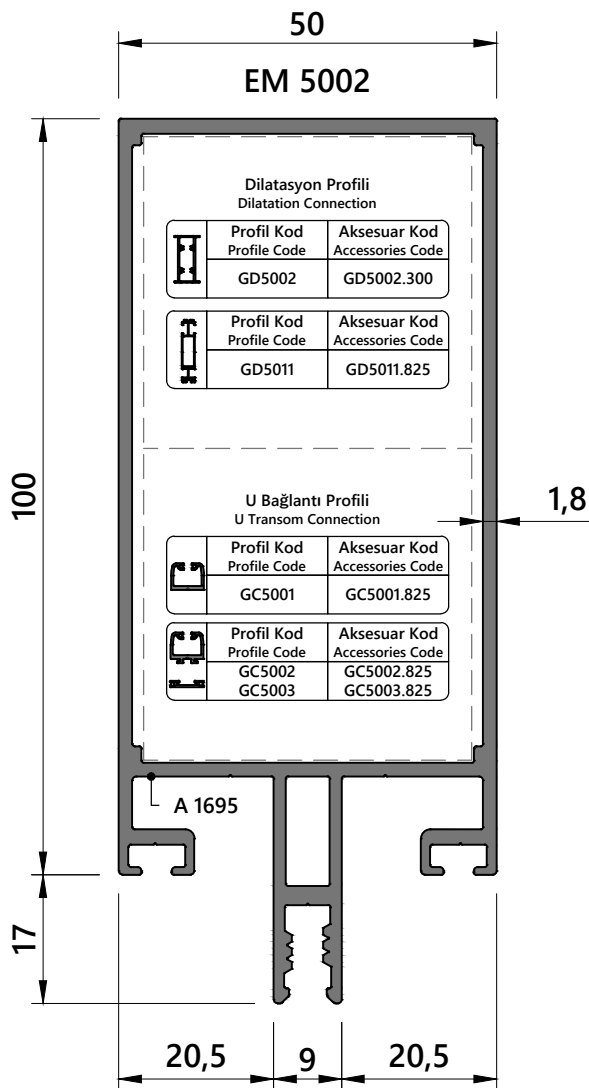 50
EM 5002
Dilatasyon Profili
Dilatation Connection
Profil Kod Aksesuar Kod
Profile Code Accessories Code
GD5002 GD5002.300
Profil Kod Aksesuar Kod
Profile Code Accessories Code
GD5011 GD5011.825
100
1,8
U Bağlantı Profili
U Transom Connection
Profil Kod Aksesuar Kod
Profile Code Accessories Code
GC5001 GC5001.825
Profil Kod Aksesuar Kod
Profile Code Accessories Code
GC5002 GC5002.825
GC5003 GC5003.825
A 1695
17
20,5 9 20,5